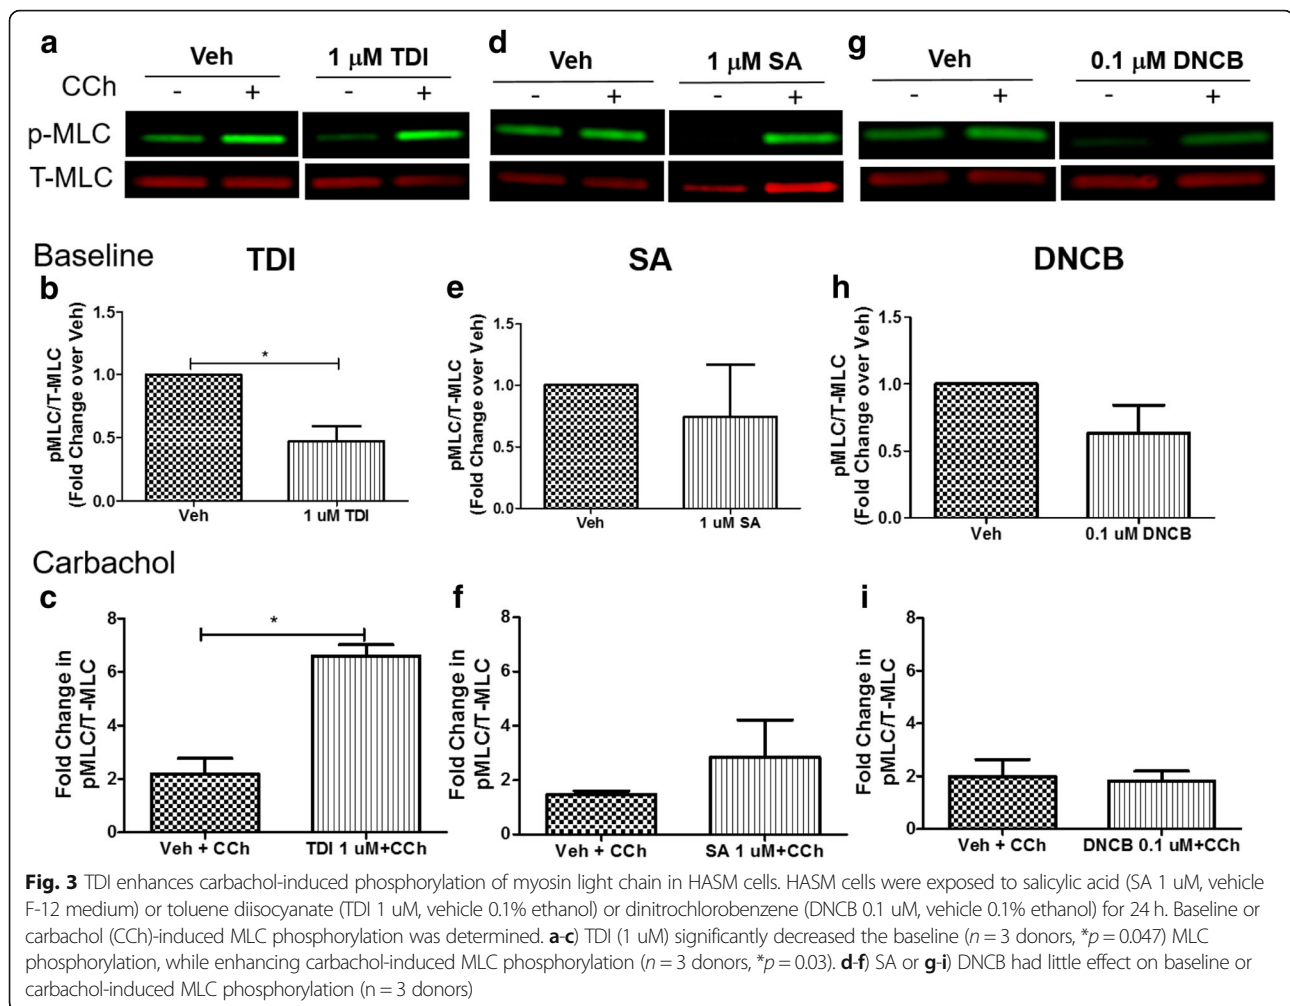 a d g
Veh 1 μM TDI Veh 1 μM SA Veh 0.1 μM DNCB
CCh - + - + - + - + - + - +
p-MLC
T-MLC
Baseline TDI SA DNCB
b
pMLC/T-MLC
(Fold Change over Veh)
1.5
1.0
0.5
0.0
*
Veh 1 uM TDI
e
pMLC/T-MLC
(Fold Change over Veh)
1.5
1.0
0.5
0.0
Veh 1 uM SA
h
pMLC/T-MLC
(Fold Change over Veh)
1.5
1.0
0.5
0.0
Veh 0.1 uM DNCB
Carbachol
c
Fold Change in
pMLC/T-MLC
8
6
4
2
0
*
Veh + CCh TDI 1 uM+CCh
f
Fold Change in
pMLC/T-MLC
8
6
4
2
0
Veh + CCh SA 1 uM+CCh
i
Fold Change in
pMLC/T-MLC
8
6
4
2
0
Veh + CCh DNCB 0.1 uM+CCh
Fig. 3 TDI enhances carbachol-induced phosphorylation of myosin light chain in HASM cells. HASM cells were exposed to salicylic acid (SA 1 uM, vehicle
F-12 medium) or toluene diisocyanate (TDI 1 uM, vehicle 0.1% ethanol) or dinitrochlorobenzene (DNCB 0.1 uM, vehicle 0.1% ethanol) for 24 h. Baseline or
carbachol (CCh)-induced MLC phosphorylation was determined. a-c) TDI (1 uM) significantly decreased the baseline (n = 3 donors, *p = 0.047) MLC
phosphorylation, while enhancing carbachol-induced MLC phosphorylation (n = 3 donors, *p = 0.03). d-f) SA or g-i) DNCB had little effect on baseline or
carbachol-induced MLC phosphorylation (n = 3 donors)